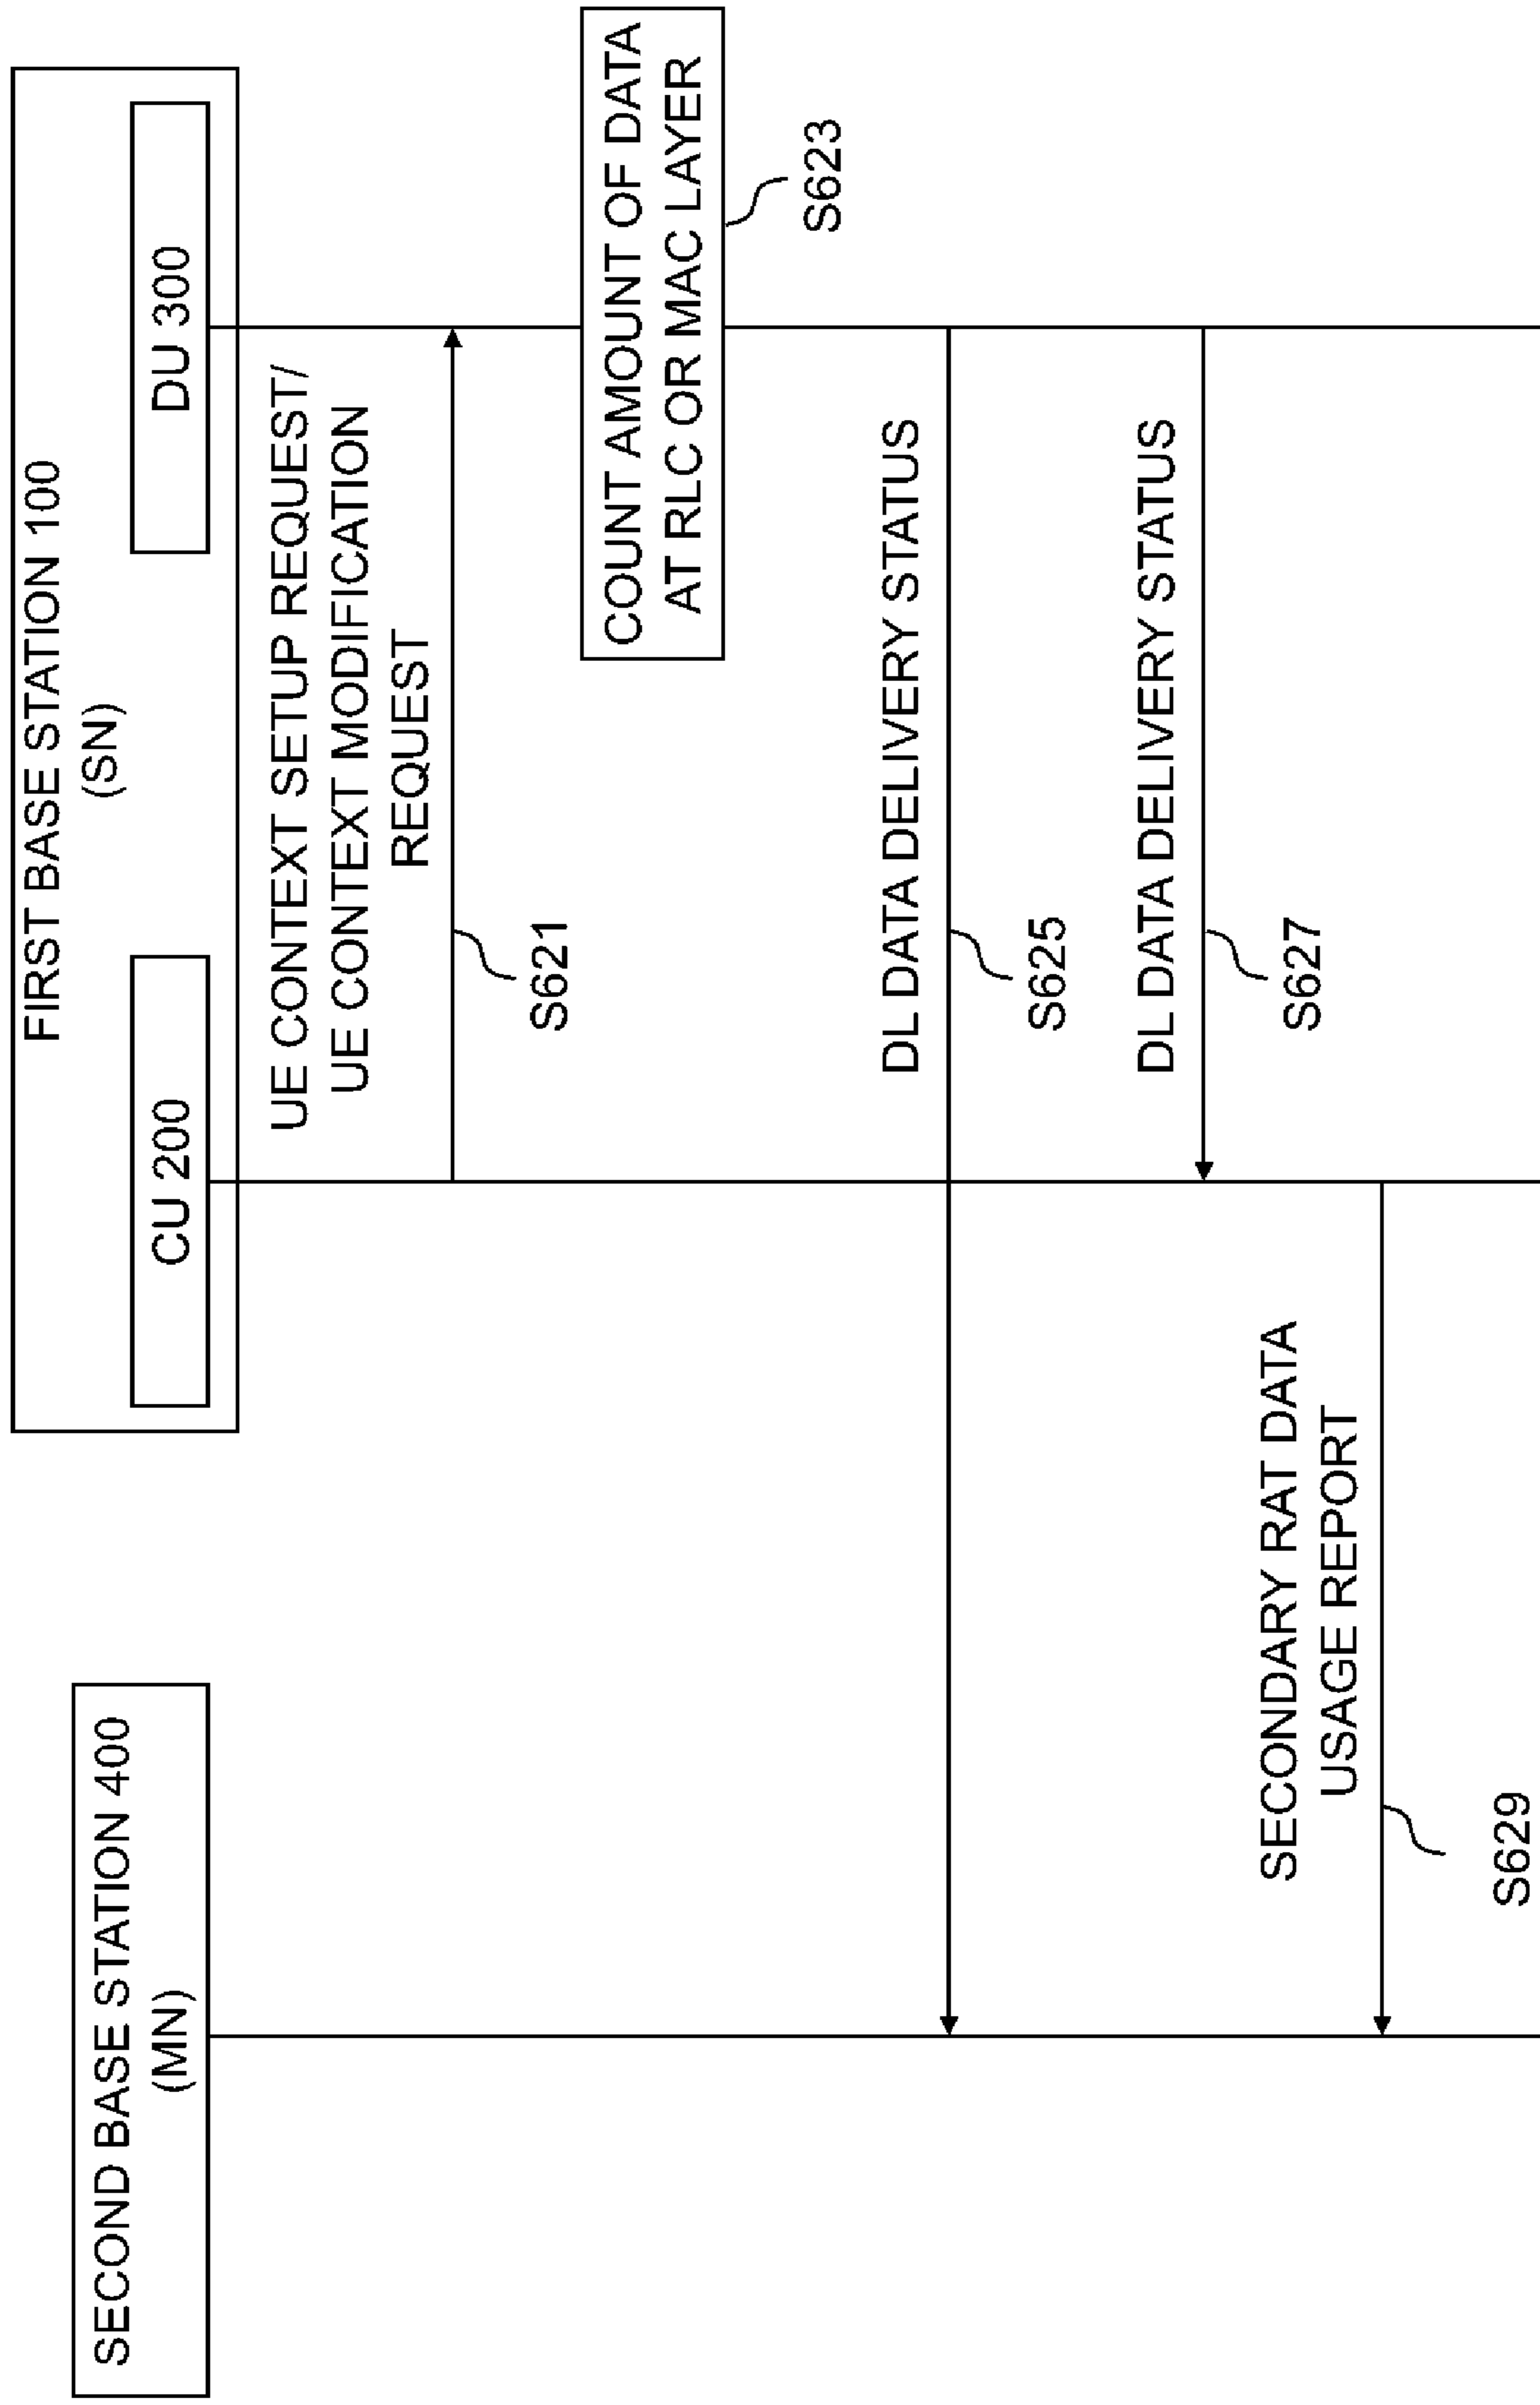 SECOND BASE STATION 400
(MN)
FIRST BASE STATION 100
(SN)
CU 200
DU 300
UE CONTEXT SETUP REQUEST/
UE CONTEXT MODIFICATION
REQUEST
S621
COUNT AMOUNT OF DATA
AT RLC OR MAC LAYER
S623
DL DATA DELIVERY STATUS
S625
DL DATA DELIVERY STATUS
S627
SECONDARY RAT DATA
USAGE REPORT
S629